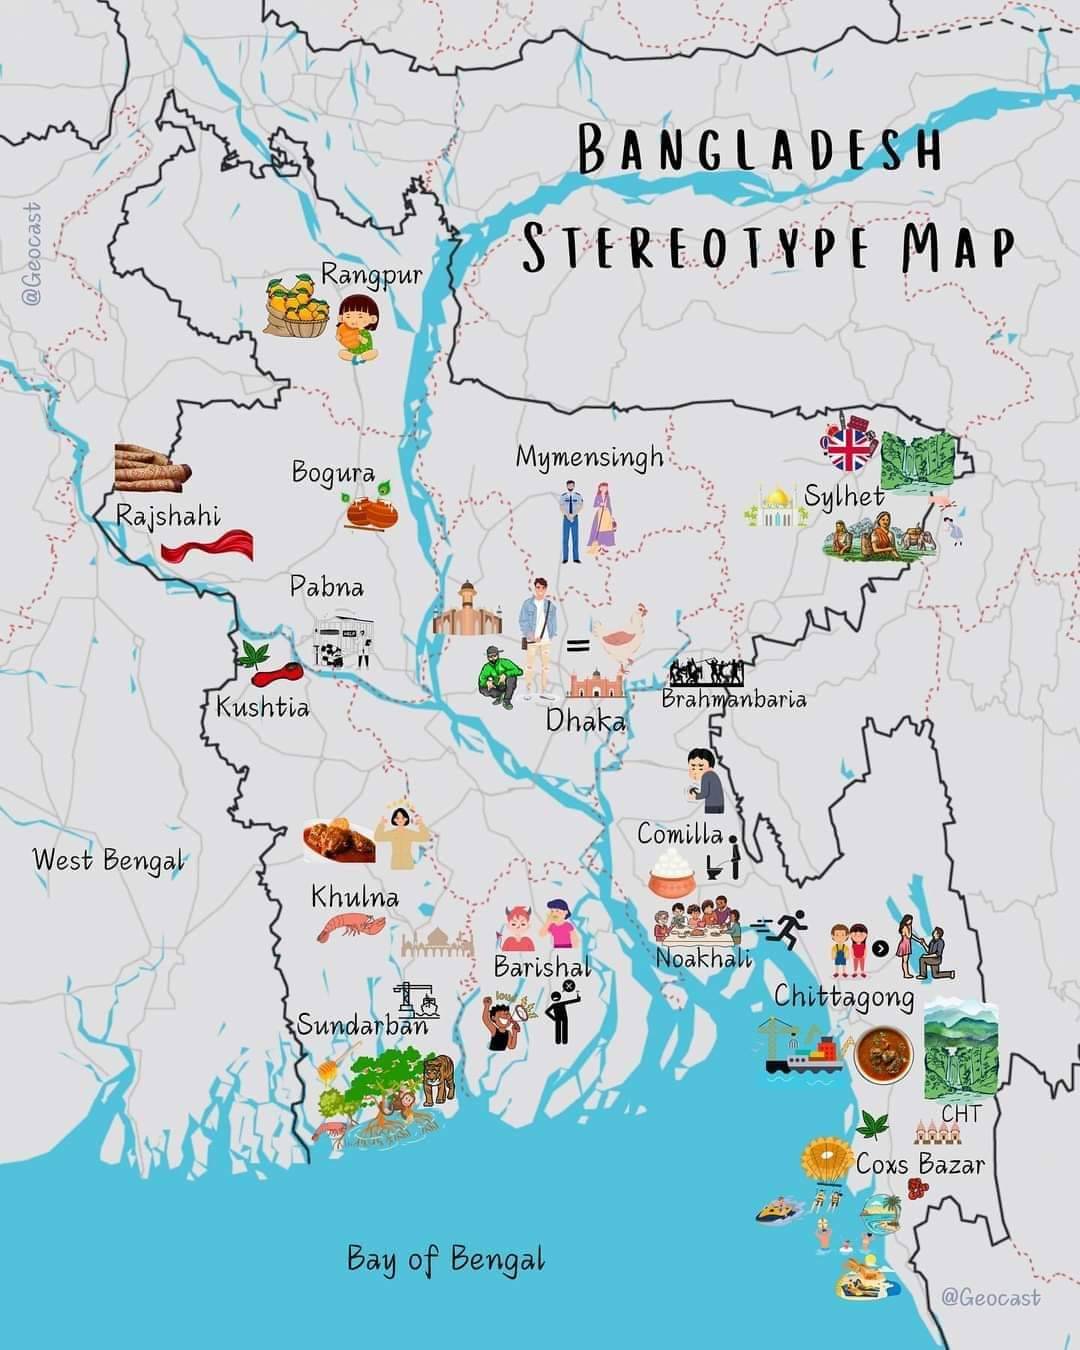 BANGLADESH
STEREOTYPE MAP
@Geocast
Rangpur
Mymensingh
Bogura
Sylhet
Rajshahi
Pabna
HELP
Kushtia
Brahmanbaria
=
Dhaka
Comilla
West Bengal
Khulna
Noakhali
Barishal
Chittagong
LOUD
Sundarban
CHT
Coxs Bazar
Bay of Bengal
@Geocast